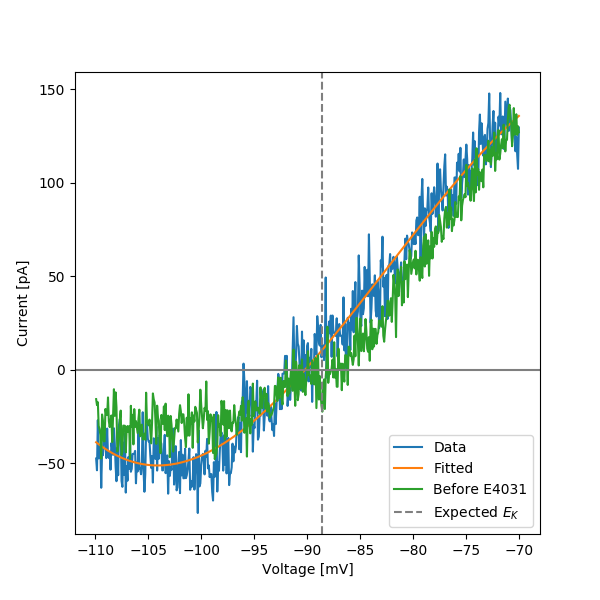 150
100
50
0
−50
Current [pA]
Data
Fitted
Before E4031
Expected E_K
−110 −105 −100 −95 −90 −85 −80 −75 −70
Voltage [mV]